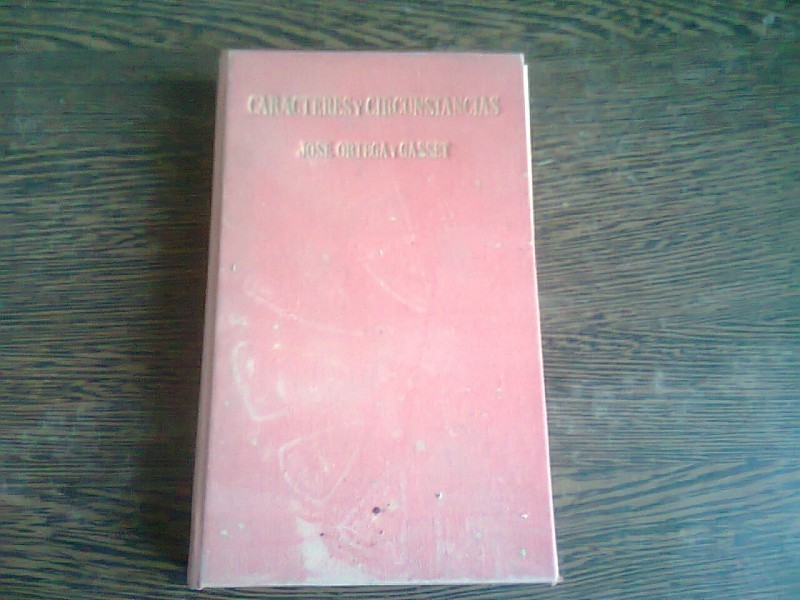 CARACTERES Y CIRCUNSTANCIAS
JOSE ORTEGA Y GASSET